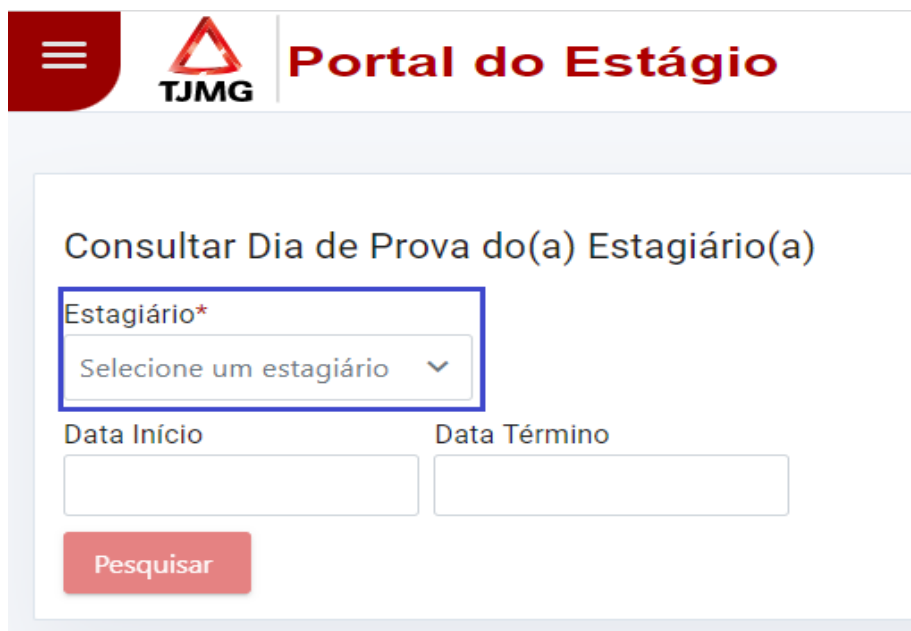 TJMG
Portal do Estágio
Consultar Dia de Prova do(a) Estagiário(a)
Estagiário*
Selecione um estagiário
Data Início Data Término
Pesquisar